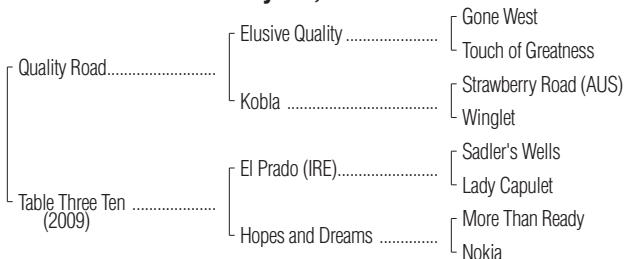 Gone West
Elusive Quality ....................
Touch of Greatness
Quality Road........................
Strawberry Road (AUS)
Kobla .................................
Winglet
Sadler's Wells
El Prado (IRE)......................
Lady Capulet
Table Three Ten ..................
(2009)
More Than Ready
Hopes and Dreams .............
Nokia